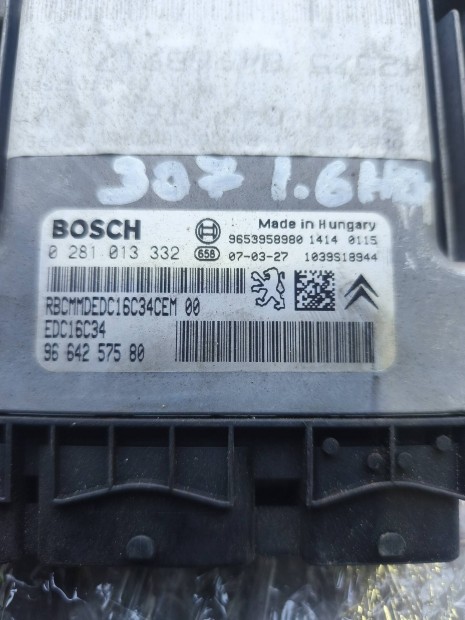 307 1.6HD
BOSCH
Made in Hungary
9653958980 1414 0115
0 281 013 332
658
07-03-27 1039S18944
RBCMMDEDC16C34CEM 00
EDC16C34
96 642 575 80